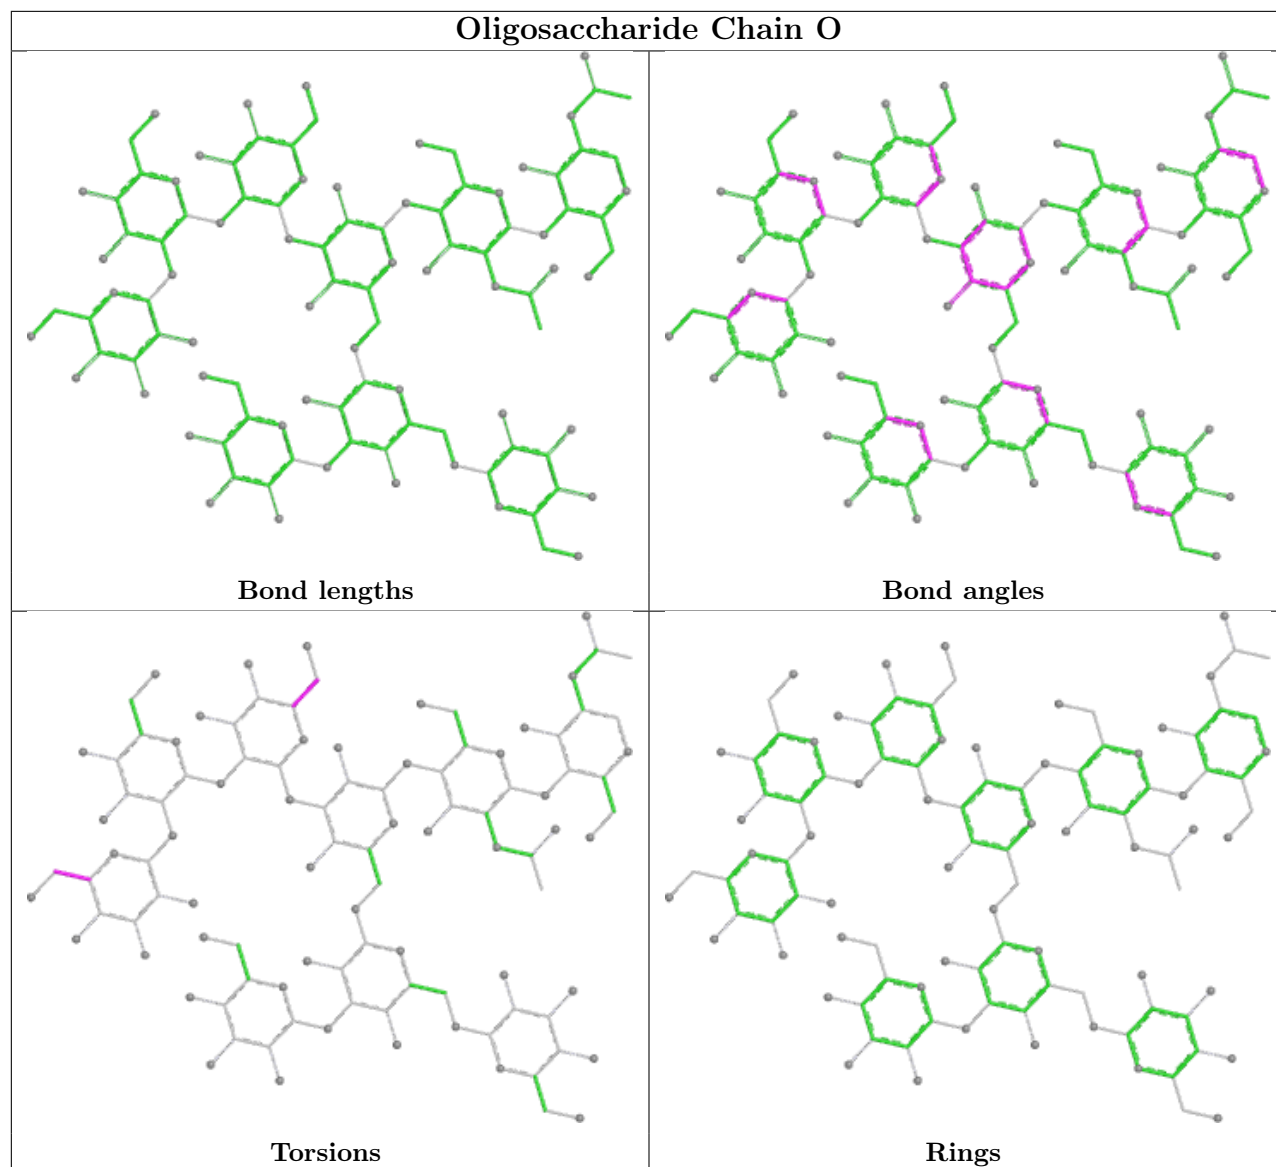 Oligosaccharide Chain O
Bond lengths
Bond angles
Torsions
Rings